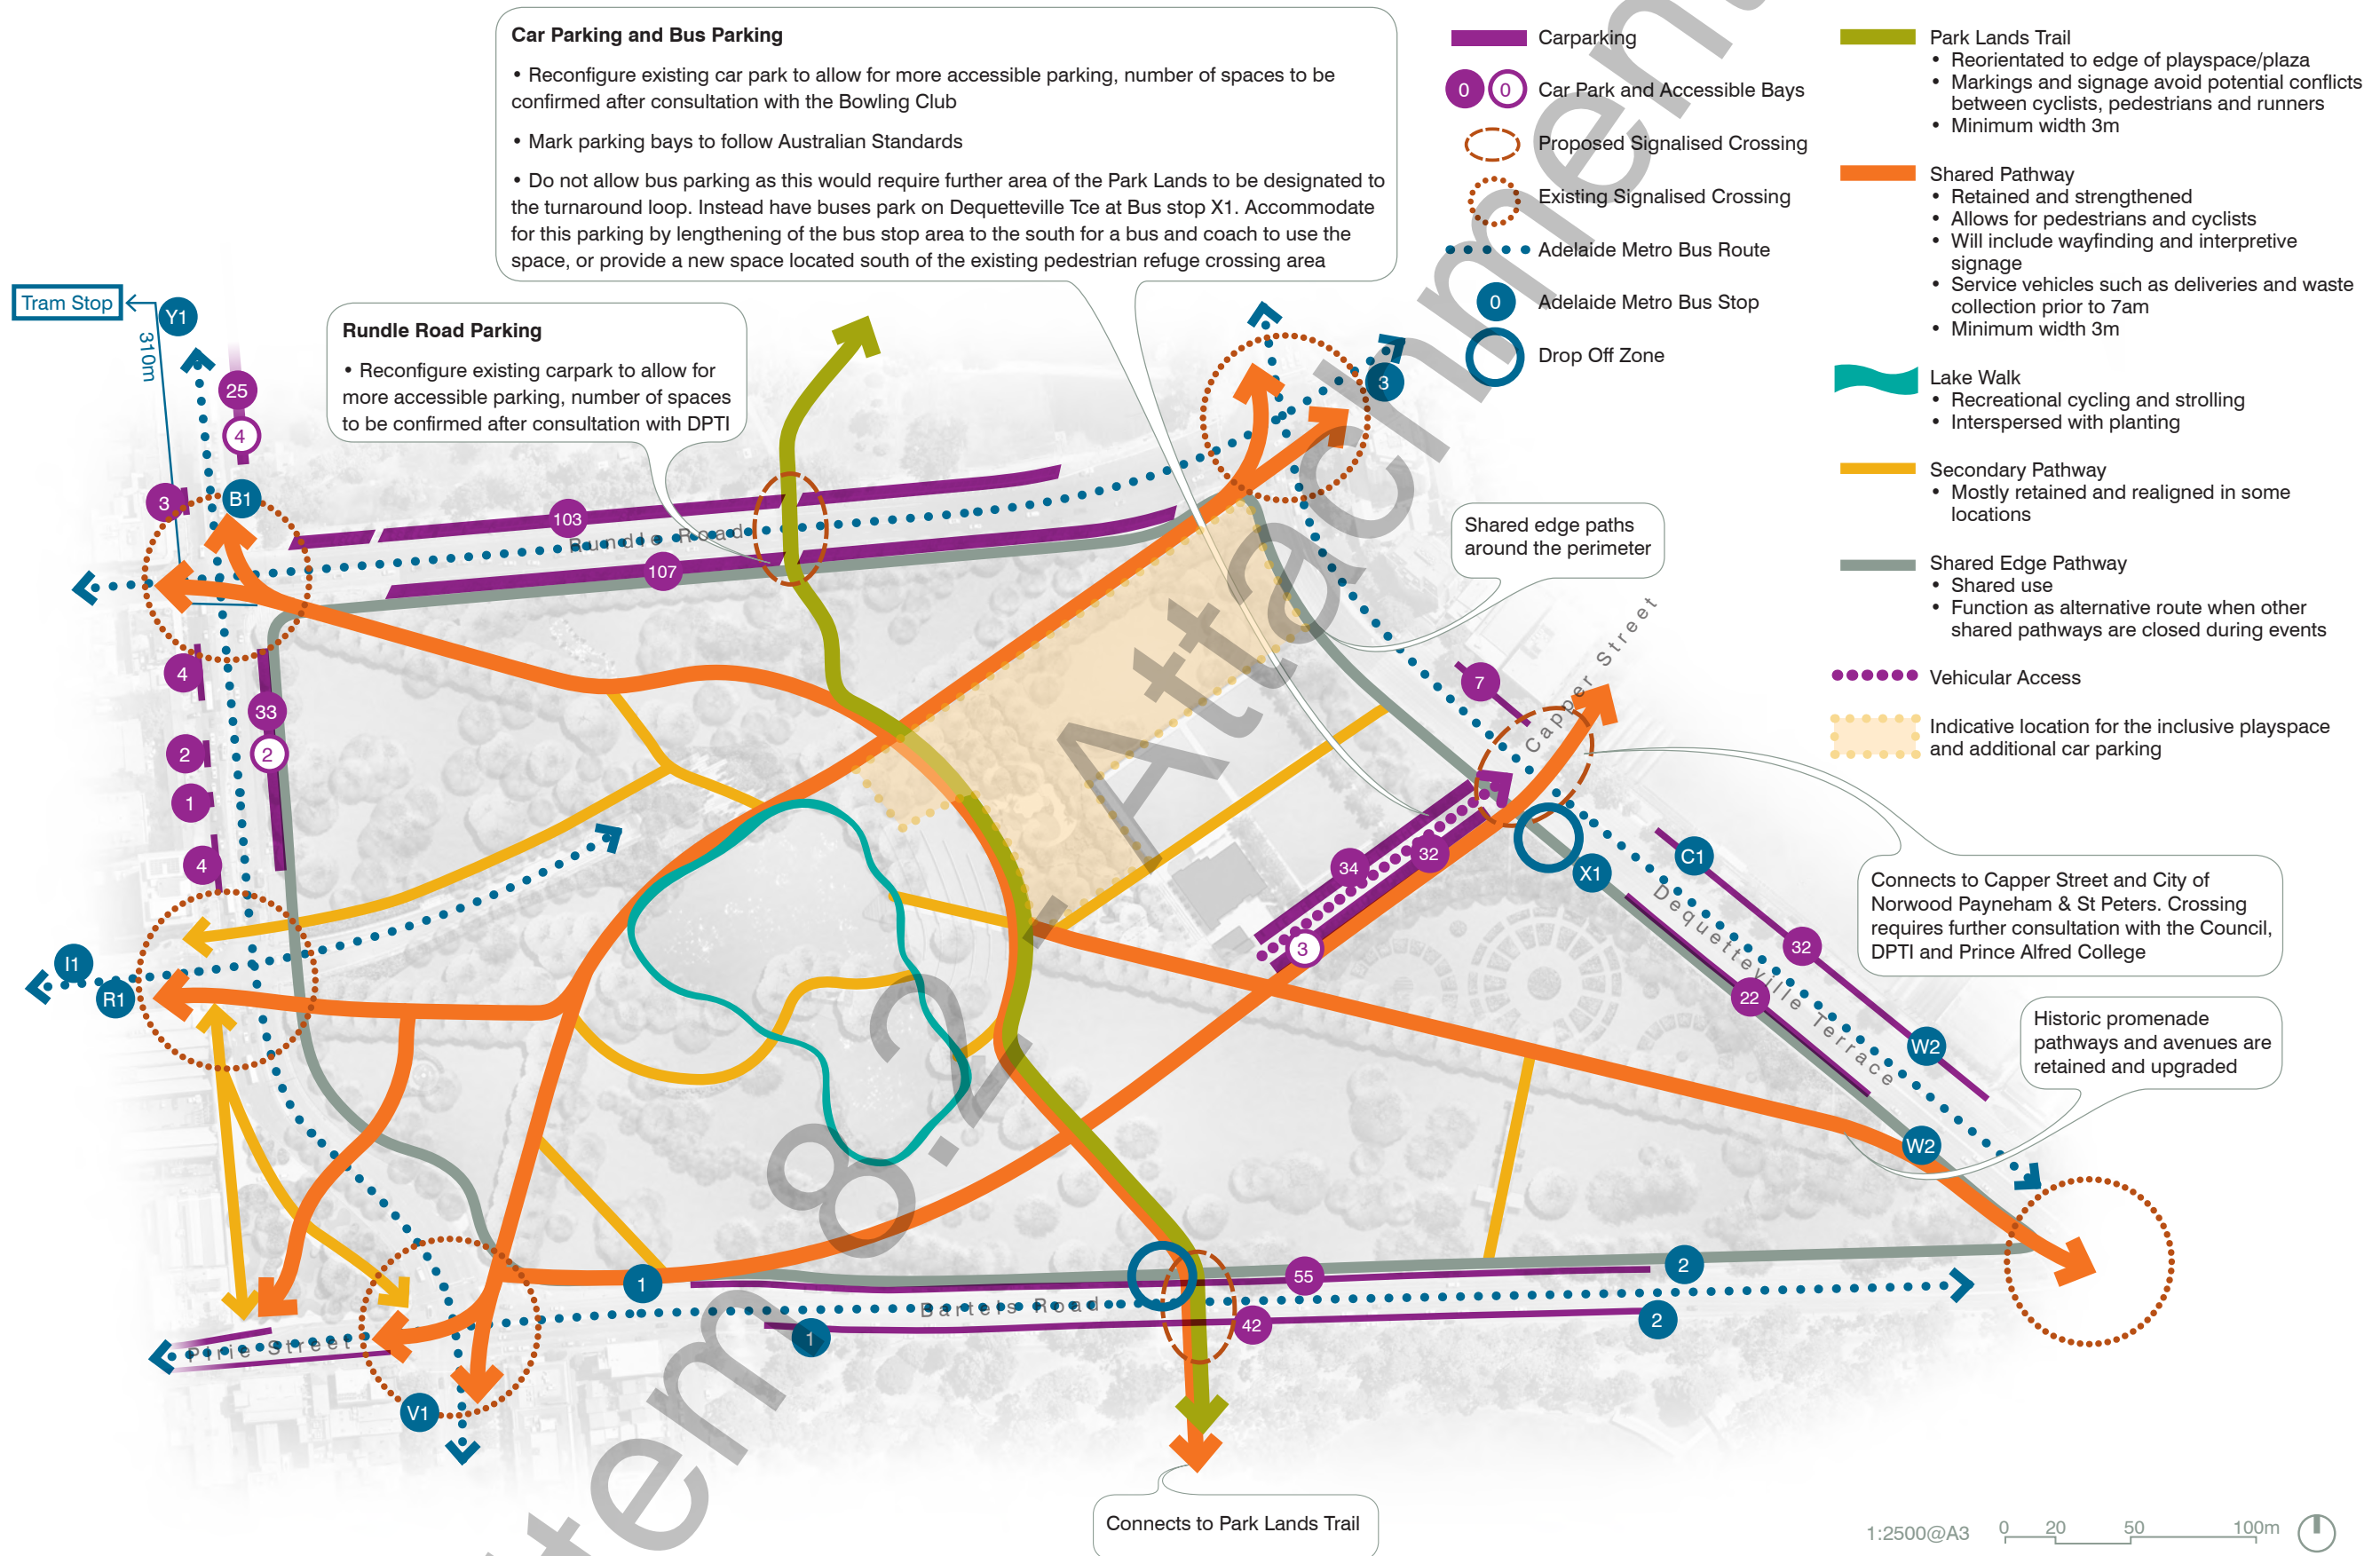 Car Parking and Bus Parking
• Reconfigure existing car park to allow for more accessible parking, number of spaces to be
confirmed after consultation with the Bowling Club
• Mark parking bays to follow Australian Standards
• Do not allow bus parking as this would require further area of the Park Lands to be designated to
the turnaround loop. Instead have buses park on Dequetteville Tce at Bus stop X1. Accommodate
for this parking by lengthening of the bus stop area to the south for a bus and coach to use the
space, or provide a new space located south of the existing pedestrian refuge crossing area
Carparking
0 0 Car Park and Accessible Bays
Proposed Signalised Crossing
Existing Signalised Crossing
Adelaide Metro Bus Route
0 Adelaide Metro Bus Stop
Drop Off Zone
Park Lands Trail
• Reorientated to edge of playspace/plaza
• Markings and signage avoid potential conflicts
between cyclists, pedestrians and runners
• Minimum width 3m
Shared Pathway
• Retained and strengthened
• Allows for pedestrians and cyclists
• Will include wayfinding and interpretive
signage
• Service vehicles such as deliveries and waste
collection prior to 7am
• Minimum width 3m
Lake Walk
• Recreational cycling and strolling
• Interspersed with planting
Secondary Pathway
• Mostly retained and realigned in some
locations
Shared Edge Pathway
• Shared use
• Function as alternative route when other
shared pathways are closed during events
Vehicular Access
Indicative location for the inclusive playspace
and additional car parking
Tram Stop
Y1
310m
Rundle Road Parking
• Reconfigure existing carpark to allow for
more accessible parking, number of spaces
to be confirmed after consultation with DPTI
25
4
3
B1
3
103
Rundle Road
107
Shared edge paths
around the perimeter
Capper Street
7
4
33
2
2
1
4
34
32
3
X1
C1
Dequetteville Terrace
32
22
W2
W2
Connects to Capper Street and City of
Norwood Payneham & St Peters. Crossing
requires further consultation with the Council,
DPTI and Prince Alfred College
Historic promenade
pathways and avenues are
retained and upgraded
I1
R1
1
55
2
Bartels Road
1
42
2
Pirie Street
V1
Connects to Park Lands Trail
Item 8.2 - Attachment
1:2500@A3
0 20 50 100m